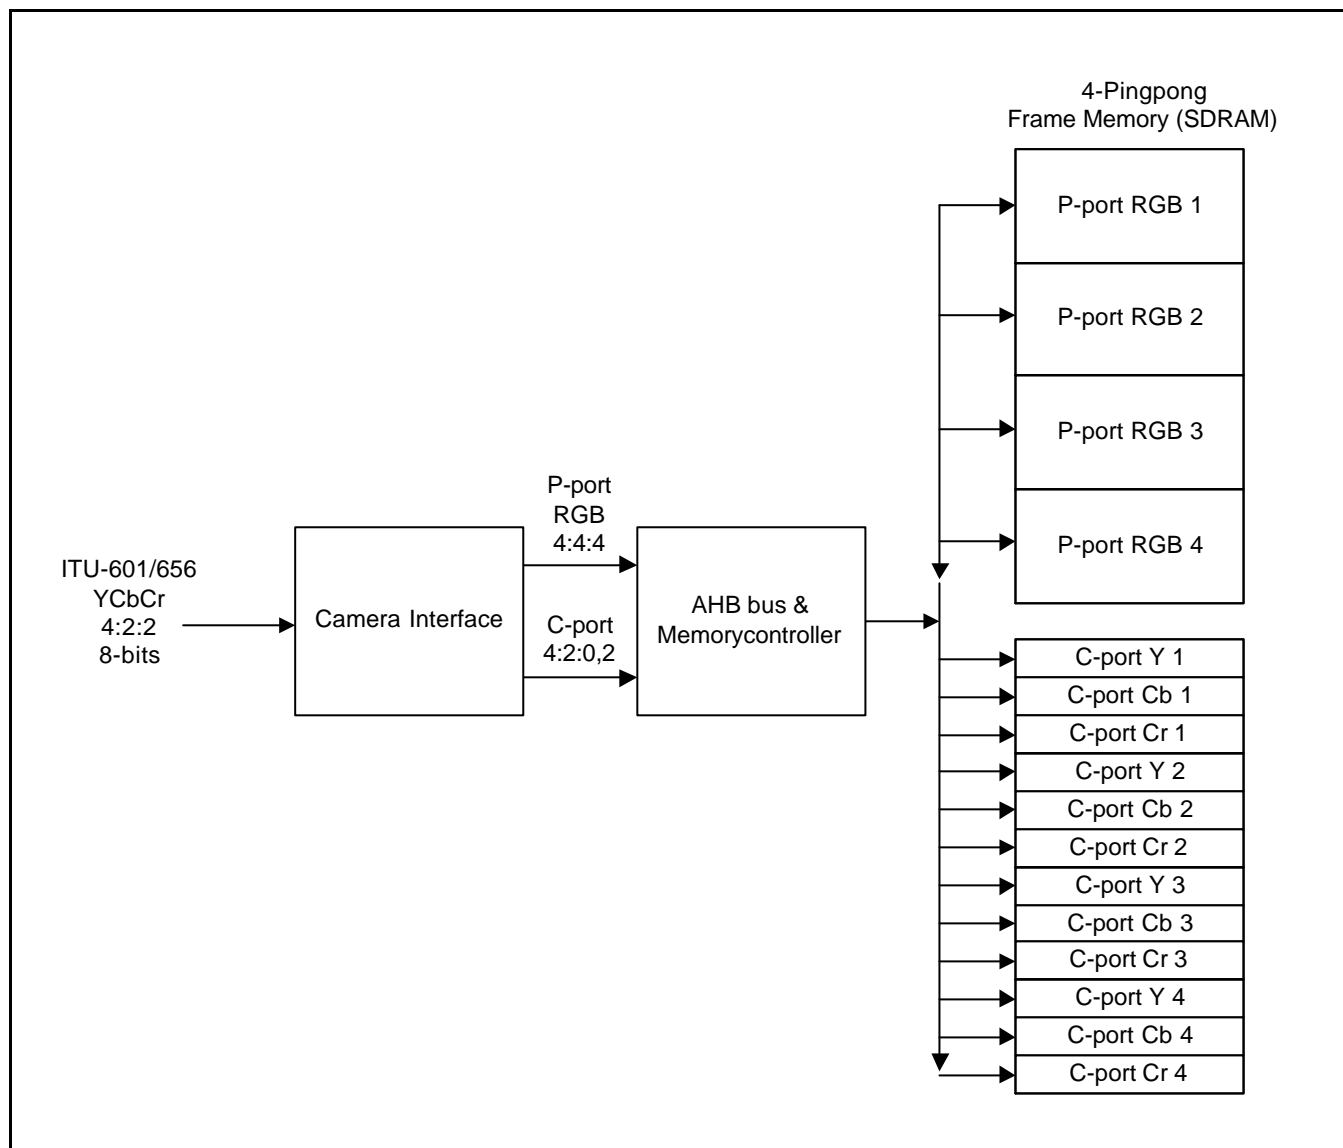 4-Pingpong
Frame Memory (SDRAM)
P-port RGB 1
P-port RGB 2
P-port RGB 3
P-port RGB 4
ITU-601/656
YCbCr
4:2:2
8-bits
Camera Interface
P-port
RGB
4:4:4
C-port
4:2:0,2
AHB bus &
Memorycontroller
C-port Y 1
C-port Cb 1
C-port Cr 1
C-port Y 2
C-port Cb 2
C-port Cr 2
C-port Y 3
C-port Cb 3
C-port Cr 3
C-port Y 4
C-port Cb 4
C-port Cr 4